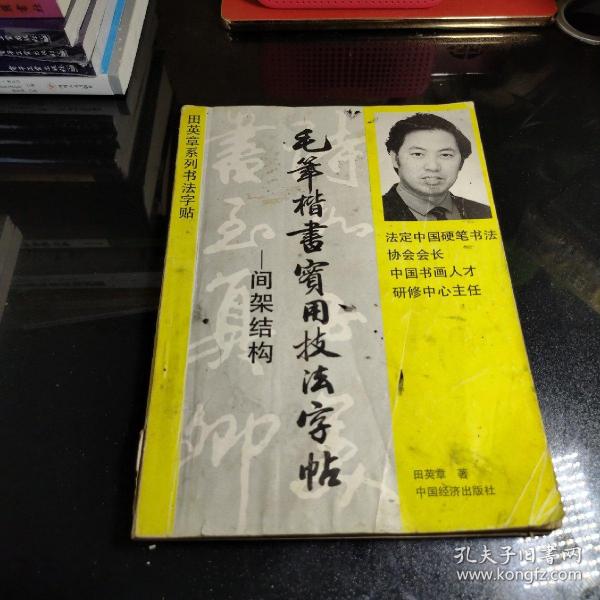 田英章系列书法字贴
毛筆楷書實用技法字帖
—间架结构
法定中国硬笔书法
协会会长
中国书画人才
研修中心主任
田英章 著
中国经济出版社
孔夫子旧书网
www.kongfz.com